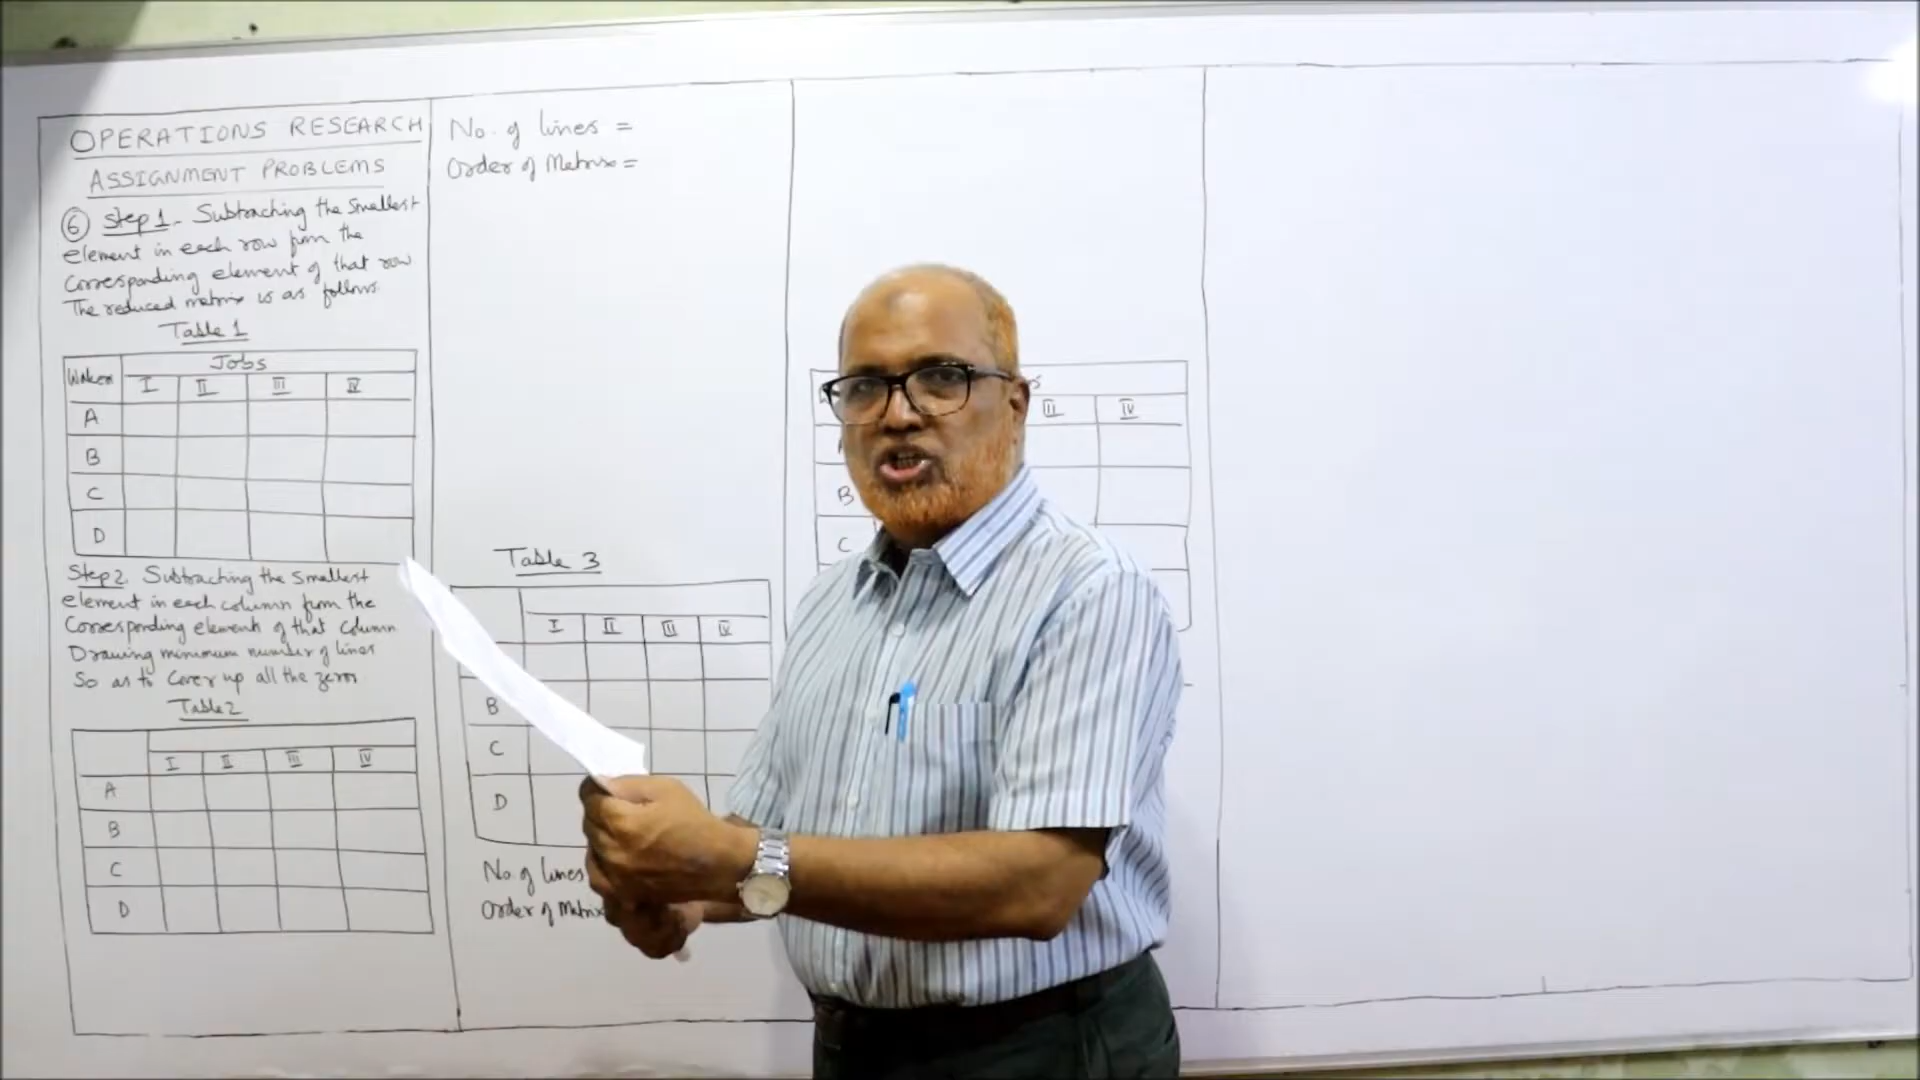 OPERATIONS RESEARCH
ASSIGNMENT PROBLEMS
⑥ Step 1 - Subtracting the smallest
element in each row from the
Corresponding element of that row
The reduced matrix is as follows.
Table 1
Worker Jobs
I II III IV
A
B
C
D
Step 2. Subtracting the smallest
element in each column from the
Corresponding element of that column
Drawing minimum number of lines
So as to cover up all the zeros
Table 2
I II III IV
A
B
C
D
No. of lines =
Order of Matrix =
Table 3
I II III IV
B
C
D
No. of lines
Order of Matrix
IV
B
C